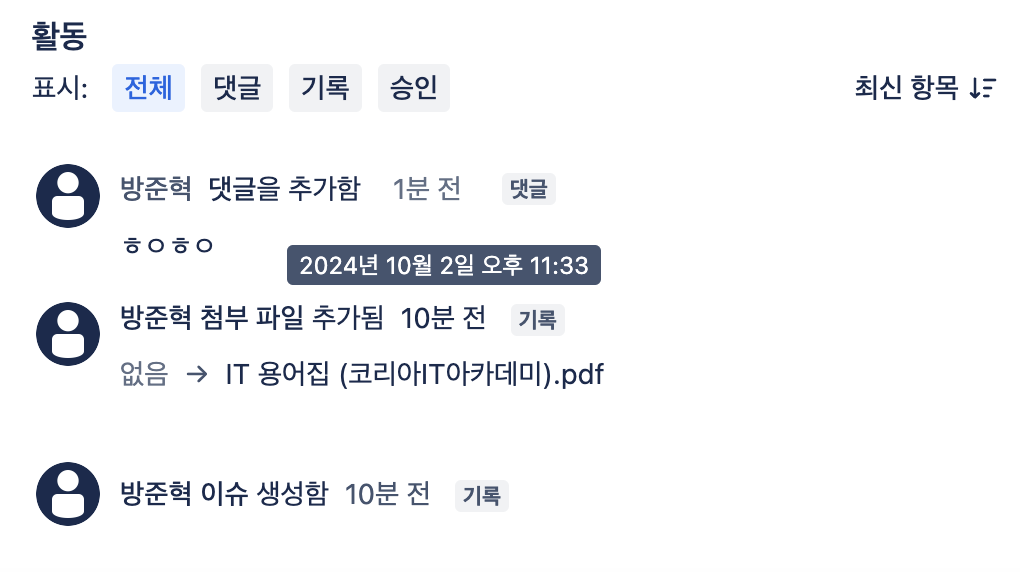 활동
표시: 전체 댓글 기록 승인 최신 항목
방준혁 댓글을 추가함 1분 전 댓글
ㅎㅇㅎㅇ
2024년 10월 2일 오후 11:33
방준혁 첨부 파일 추가됨 10분 전 기록
없음 → IT 용어집 (코리아IT아카데미).pdf
방준혁 이슈 생성함 10분 전 기록